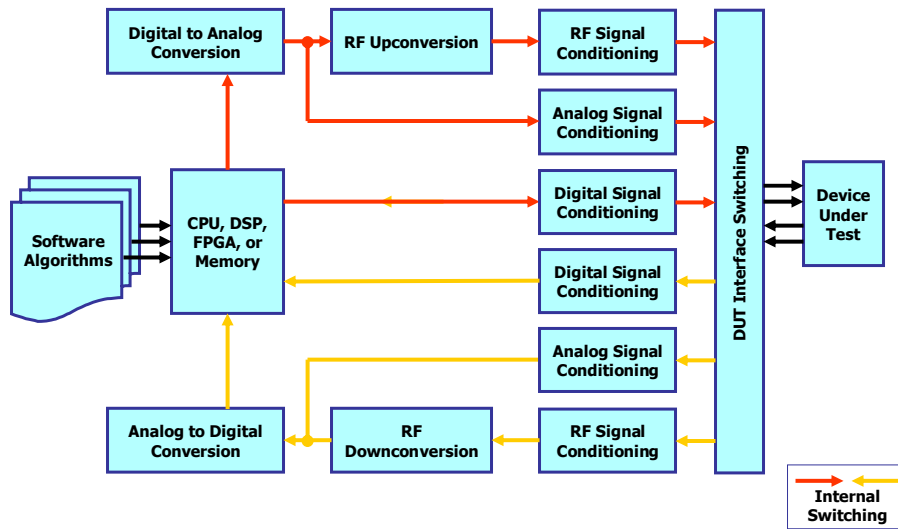 Digital to Analog
Conversion
RF Upconversion
RF Signal
Conditioning
Analog Signal
Conditioning
Software
Algorithms
CPU, DSP,
FPGA, or
Memory
Digital Signal
Conditioning
DUT Interface Switching
Device
Under
Test
Digital Signal
Conditioning
Analog Signal
Conditioning
Analog to Digital
Conversion
RF
Downconversion
RF Signal
Conditioning
Internal
Switching